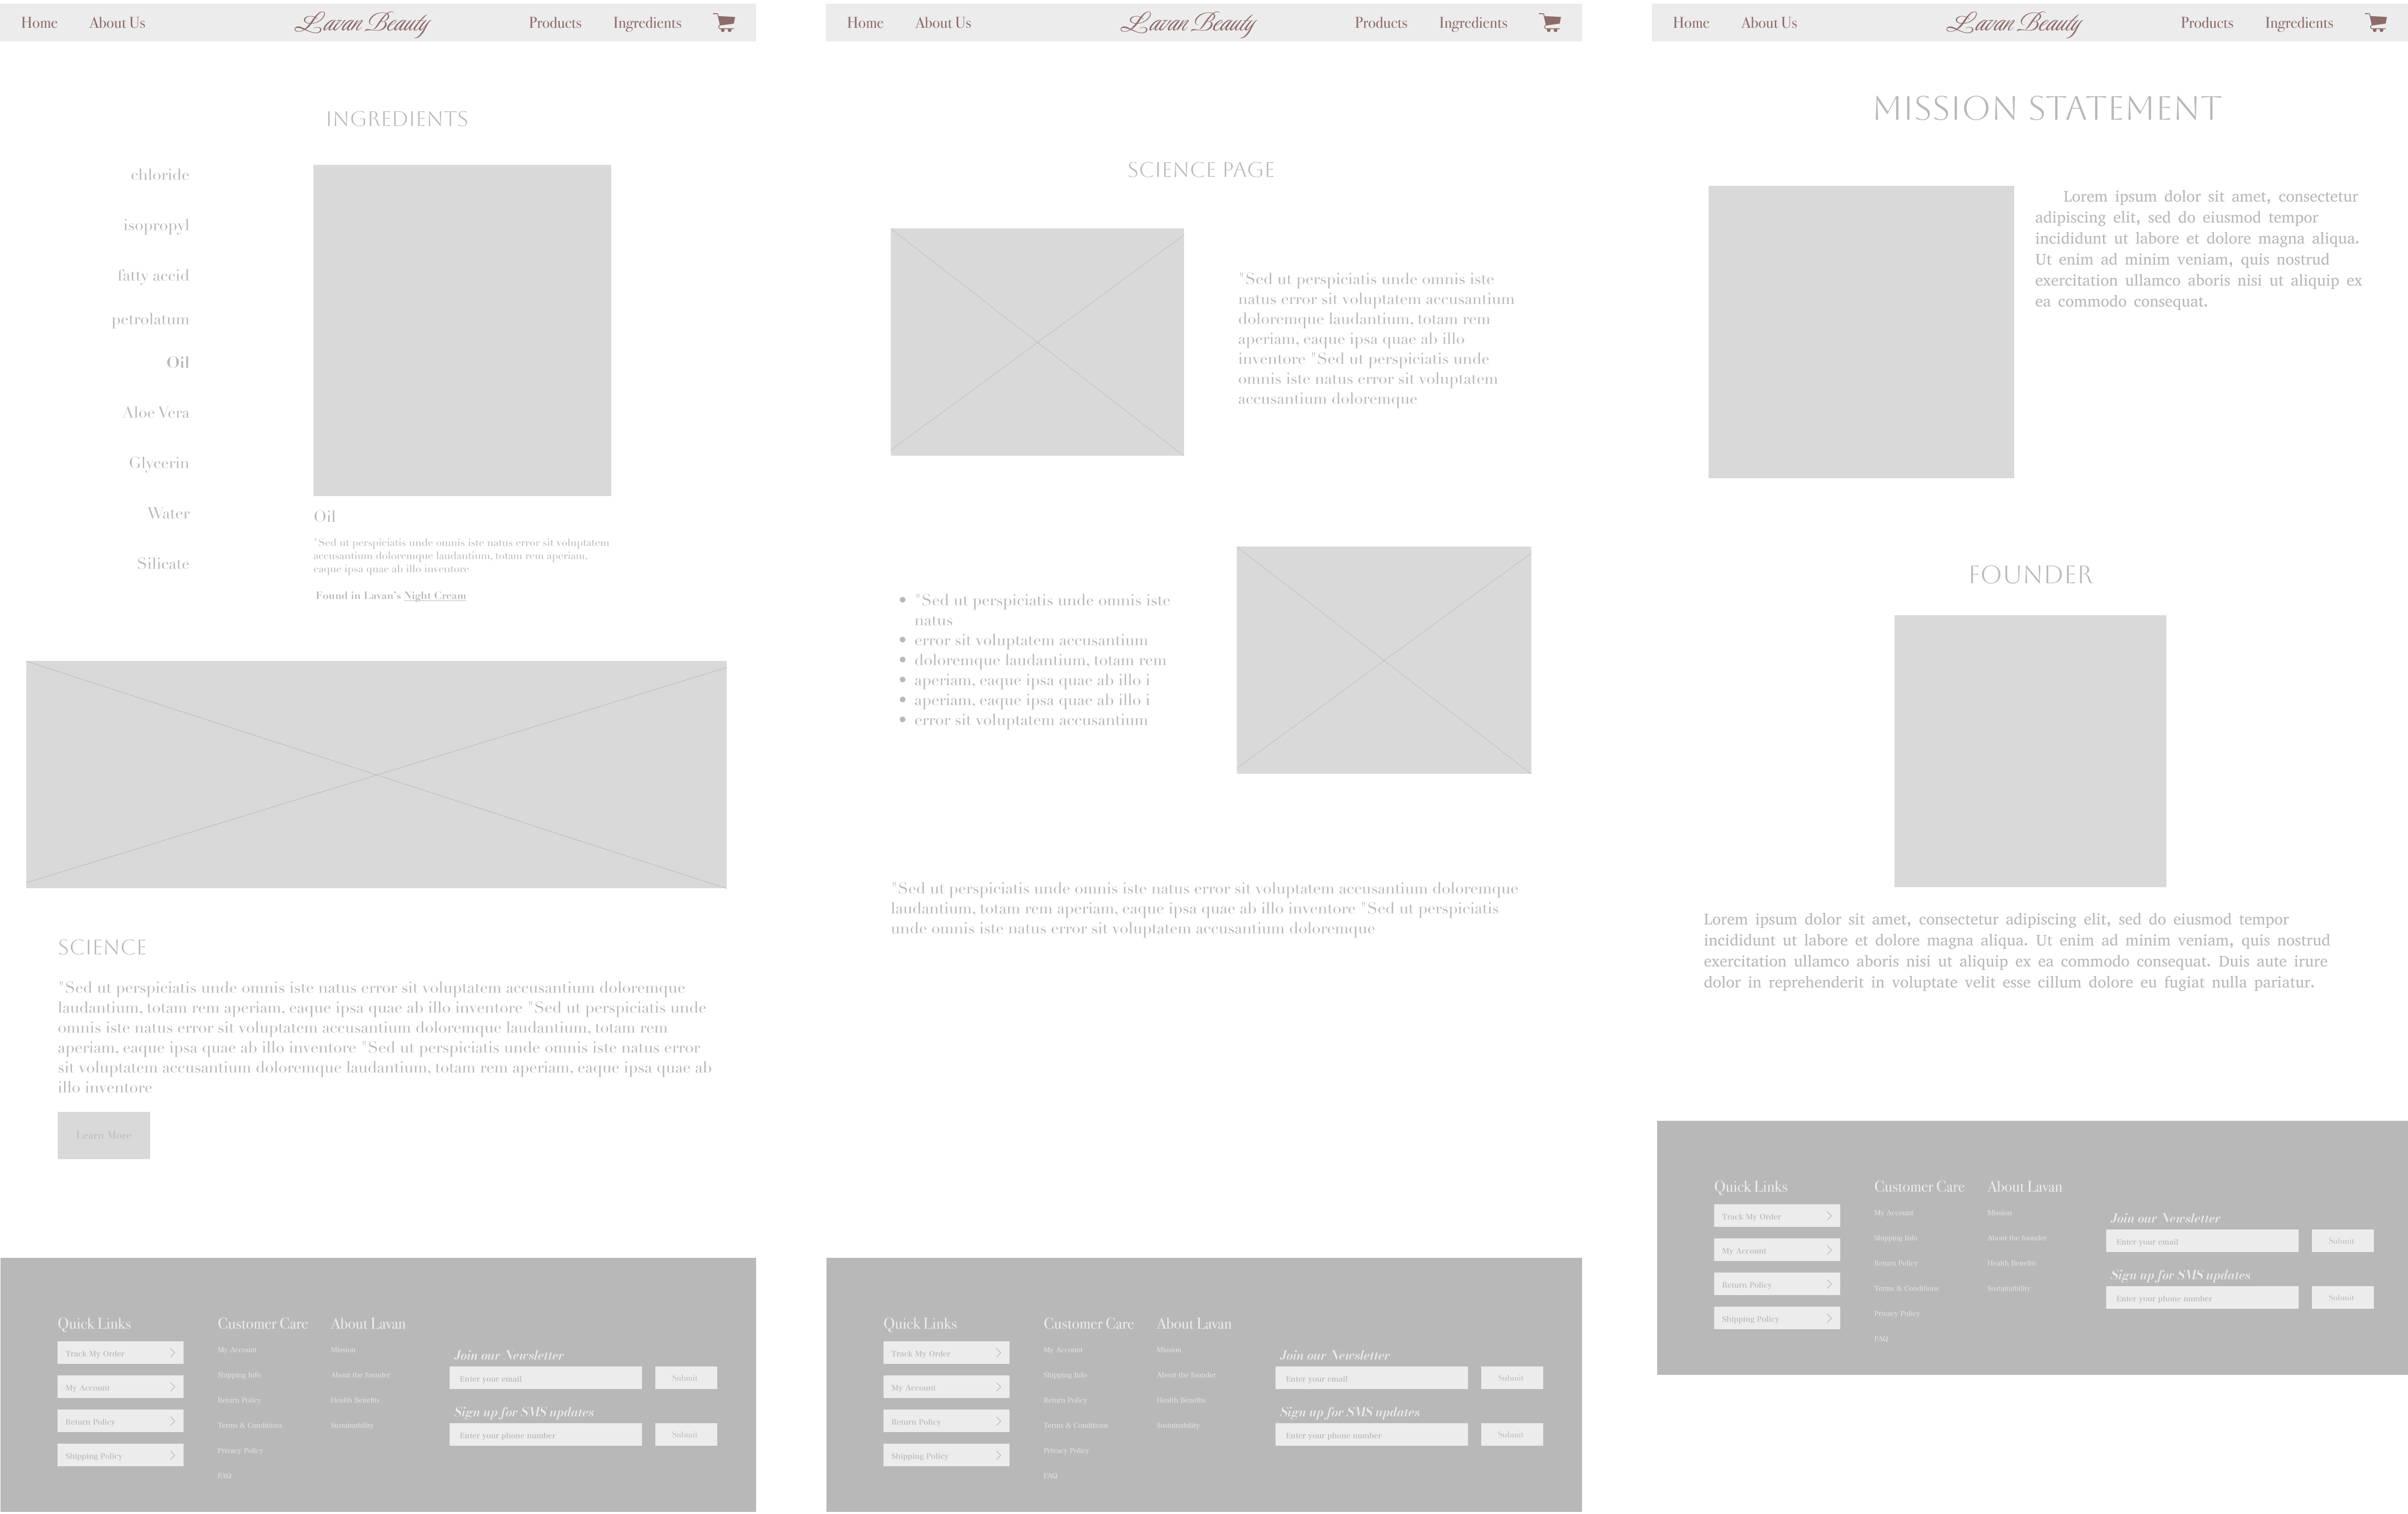 Home About Us Lavan Beauty Products Ingredients
INGREDIENTS
chloride
isopropyl
fatty accid
petrolatum
Oil
Aloe Vera
Glycerin
Water
Silicate
Oil
"Sed ut perspiciatis unde omnis iste natus error sit voluptatem
accusantium doloremque laudantium, totam rem aperiam,
eaque ipsa quae ab illo inventore
Found in Lavan's Night Cream
SCIENCE
"Sed ut perspiciatis unde omnis iste natus error sit voluptatem accusantium doloremque
laudantium, totam rem aperiam, eaque ipsa quae ab illo inventore "Sed ut perspiciatis unde
omnis iste natus error sit voluptatem accusantium doloremque laudantium, totam rem
aperiam, eaque ipsa quae ab illo inventore "Sed ut perspiciatis unde omnis iste natus error
sit voluptatem accusantium doloremque laudantium, totam rem aperiam, eaque ipsa quae ab
illo inventore
Learn More
Quick Links
Track My Order
My Account
Return Policy
Shipping Policy
Customer Care
My Account
Shipping Info
Return Policy
Terms & Conditions
Privacy Policy
FAQ
About Lavan
Mission
About the founder
Health Benefits
Sustainability
Join our Newsletter
Enter your email Submit
Sign up for SMS updates
Enter your phone number Submit
Home About Us Lavan Beauty Products Ingredients
SCIENCE PAGE
"Sed ut perspiciatis unde omnis iste
natus error sit voluptatem accusantium
doloremque laudantium, totam rem
aperiam, eaque ipsa quae ab illo
inventore "Sed ut perspiciatis unde
omnis iste natus error sit voluptatem
accusantium doloremque
• "Sed ut perspiciatis unde omnis iste
natus
• error sit voluptatem accusantium
• doloremque laudantium, totam rem
• aperiam, eaque ipsa quae ab illo i
• aperiam, eaque ipsa quae ab illo i
• error sit voluptatem accusantium
"Sed ut perspiciatis unde omnis iste natus error sit voluptatem accusantium doloremque
laudantium, totam rem aperiam, eaque ipsa quae ab illo inventore "Sed ut perspiciatis
unde omnis iste natus error sit voluptatem accusantium doloremque
Quick Links
Track My Order
My Account
Return Policy
Shipping Policy
Customer Care
My Account
Shipping Info
Return Policy
Terms & Conditions
Privacy Policy
FAQ
About Lavan
Mission
About the founder
Health Benefits
Sustainability
Join our Newsletter
Enter your email Submit
Sign up for SMS updates
Enter your phone number Submit
Home About Us Lavan Beauty Products Ingredients
MISSION STATEMENT
Lorem ipsum dolor sit amet, consectetur
adipiscing elit, sed do eiusmod tempor
incididunt ut labore et dolore magna aliqua.
Ut enim ad minim veniam, quis nostrud
exercitation ullamco aboris nisi ut aliquip ex
ea commodo consequat.
FOUNDER
Lorem ipsum dolor sit amet, consectetur adipiscing elit, sed do eiusmod tempor
incididunt ut labore et dolore magna aliqua. Ut enim ad minim veniam, quis nostrud
exercitation ullamco aboris nisi ut aliquip ex ea commodo consequat. Duis aute irure
dolor in reprehenderit in voluptate velit esse cillum dolore eu fugiat nulla pariatur.
Quick Links
Track My Order
My Account
Return Policy
Shipping Policy
Customer Care
My Account
Shipping Info
Return Policy
Terms & Conditions
Privacy Policy
FAQ
About Lavan
Mission
About the founder
Health Benefits
Sustainability
Join our Newsletter
Enter your email Submit
Sign up for SMS updates
Enter your phone number Submit